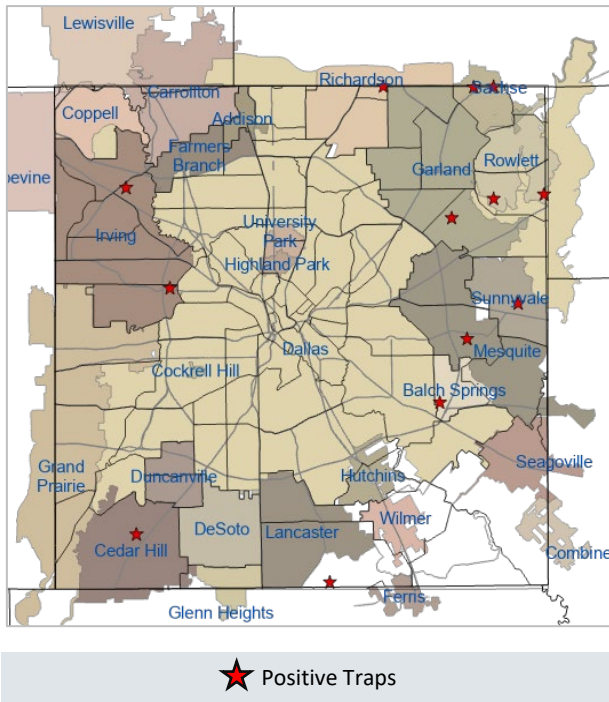 Lewisville
Richardson
Carrollton
Sachse
Coppell
Addison
Farmers
Branch
Garland
Rowlett
pevine
University
Park
Irving
Highland Park
Sunnyvale
Dallas
Mesquite
Cockrell Hill
Balch Springs
Seagoville
Grand
Prairie
Duncanville
Hutchins
DeSoto
Lancaster
Wilmer
Cedar Hill
Combine
Ferris
Glenn Heights
Positive Traps